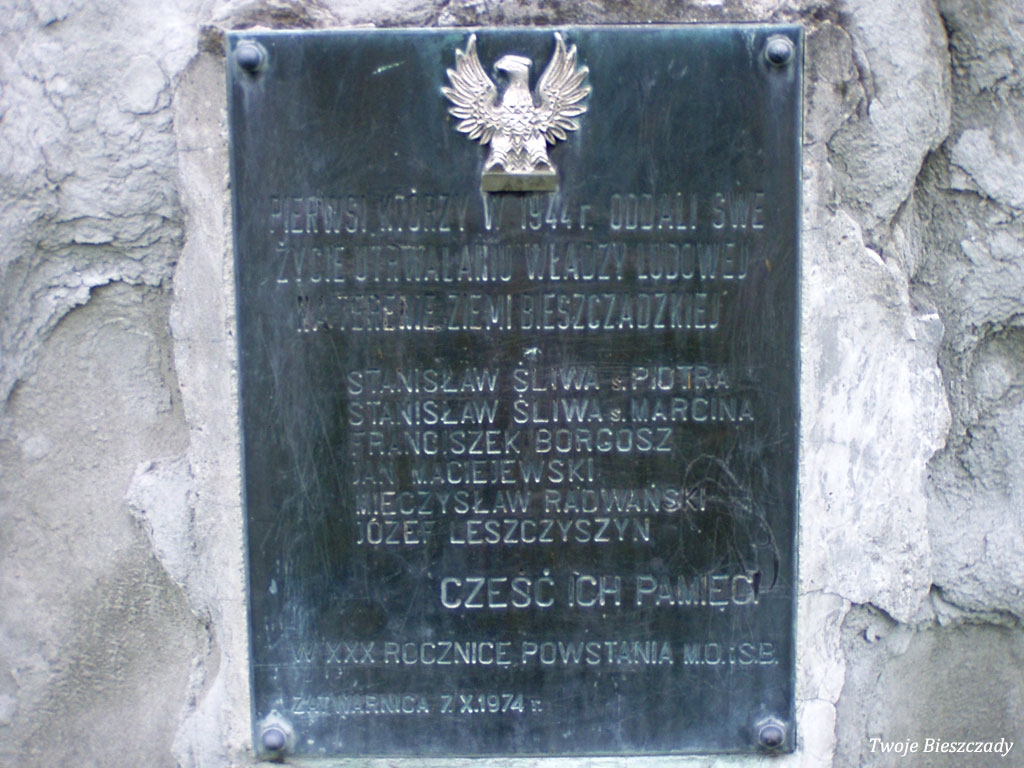 PIERWSI KTÓRZY W 1944 r. ODDALI SWE
ŻYCIE UTRWALANIU WŁADZY LUDOWEJ
NA TERENIE ZIEMI BIESZCZADZKIEJ
STANISŁAW ŚLIWA s. PIOTRA
STANISŁAW ŚLIWA s. MARCINA
FRANCISZEK BORGOSZ
JAN MACIEJEWSKI
MIECZYSŁAW RADWAŃSKI
JÓZEF LESZCZYSZYN
CZEŚĆ ICH PAMIĘCI
W XXX ROCZNICĘ POWSTANIA M.O. i S.B.
ZATWARNICA 7.X.1974 r.
Twoje Bieszczady